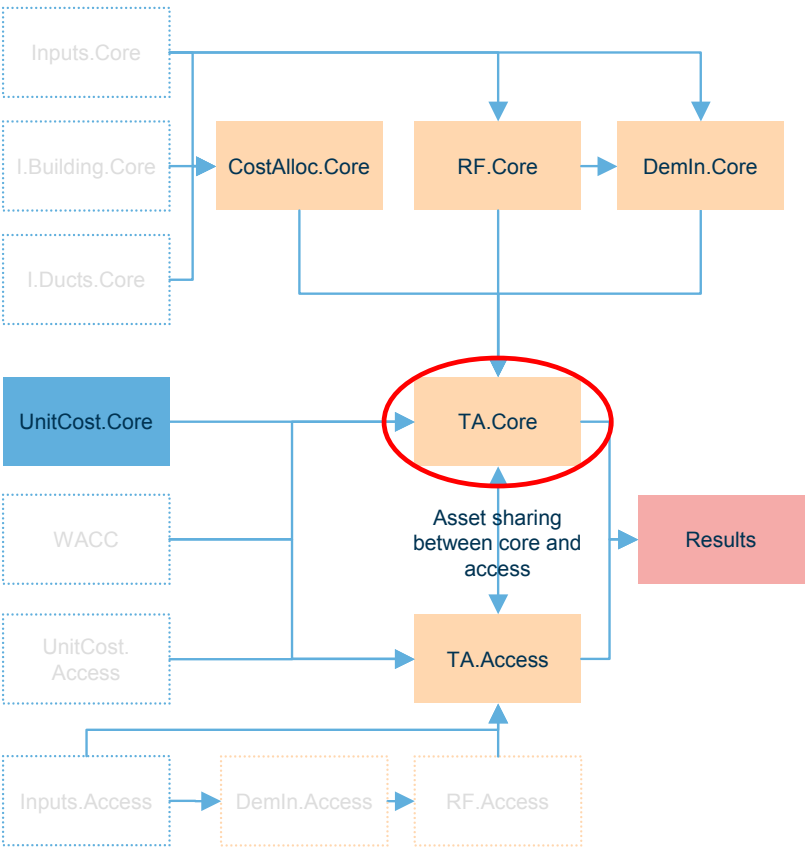 Inputs.Core
I.Building.Core
CostAlloc.Core
RF.Core
DemIn.Core
I.Ducts.Core
UnitCost.Core
TA.Core
WACC
Asset sharing
between core and
access
Results
UnitCost.
Access
TA.Access
Inputs.Access
DemIn.Access
RF.Access